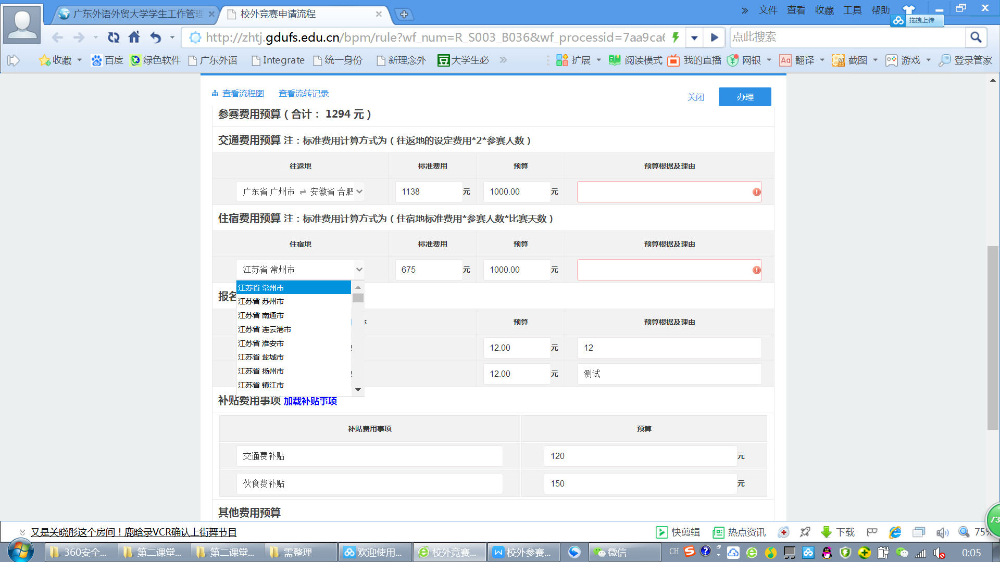 广东外语外贸大学学生工作管理
校外竞赛申请流程
文件 查看 收藏 工具 帮助
拖拽上传
http://zhtj.gdufs.edu.cn/bpm/rule?wf_num=R_S003_B036&wf_processid=7aa9ca6
点此搜索
收藏 百度 绿色软件 广东外语 Integrate 统一身份 新理念外 大学生必 扩展 阅读模式 我的直播 网银 翻译 截图 游戏 登录管家
查看流程图 查看流转记录
关闭 办理
参赛费用预算(合计: 1294 元)
交通费用预算 注:标准费用计算方式为(往返地的设定费用*2*参赛人数)
往返地 标准费用 预算 预算根据及理由
广东省 广州市 ⇌ 安徽省 合肥 1138 元 1000.00 元
住宿费用预算 注:标准费用计算方式为(住宿地标准费用*参赛人数*比赛天数)
住宿地 标准费用 预算 预算根据及理由
江苏省 常州市 675 元 1000.00 元
江苏省 常州市
报名
江苏省 苏州市
江苏省 南通市
预算 预算根据及理由
江苏省 连云港市
江苏省 淮安市
12.00 元 12
江苏省 盐城市
江苏省 扬州市
12.00 元 测试
江苏省 镇江市
补贴费用事项 加载补贴事项
补贴费用事项 预算
交通费补贴 120 元
伙食费补贴 150 元
其他费用预算
73
又是关晓彤这个房间!鹿晗录VCR确认上街舞节目
快剪辑 热点资讯 下载 75%
360安全... 第二课堂... 第二课堂... 需整理 欢迎使用... 校外竞赛... 校外参赛... 微信 CH 0:05